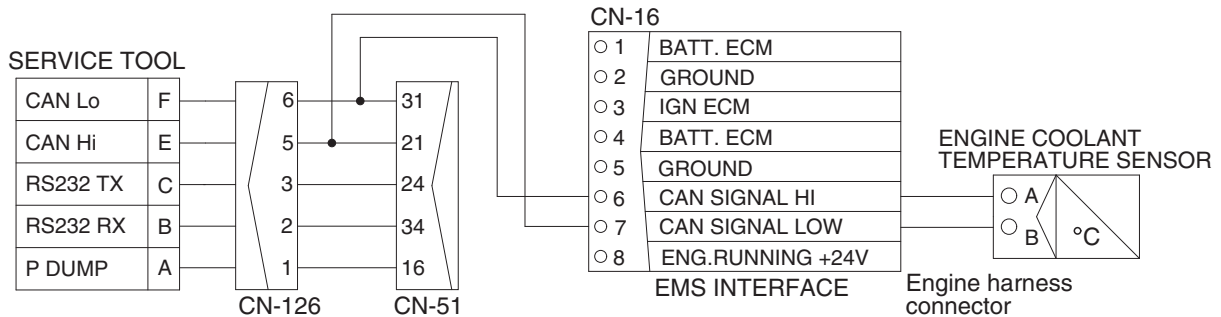 SERVICE TOOL
CAN Lo F
CAN Hi E
RS232 TX C
RS232 RX B
P DUMP A
6
5
3
2
1
CN-126
31
21
24
34
16
CN-51
CN-16
1 BATT. ECM
2 GROUND
3 IGN ECM
4 BATT. ECM
5 GROUND
6 CAN SIGNAL HI
7 CAN SIGNAL LOW
8 ENG.RUNNING +24V
EMS INTERFACE
ENGINE COOLANT
TEMPERATURE SENSOR
A
B
°C
Engine harness
connector